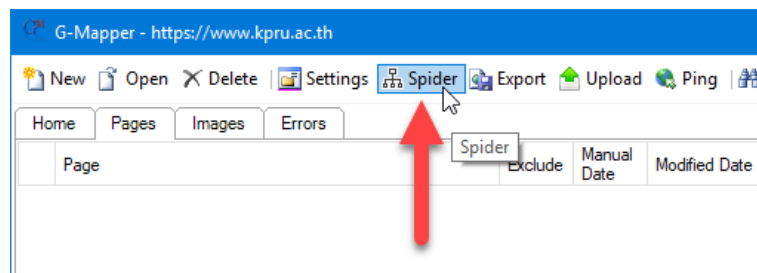 G-Mapper - https://www.kpru.ac.th
New Open Delete Settings Spider Export Upload Ping
Home Pages Images Errors
Spider
Page Exclude Manual Date Modified Date